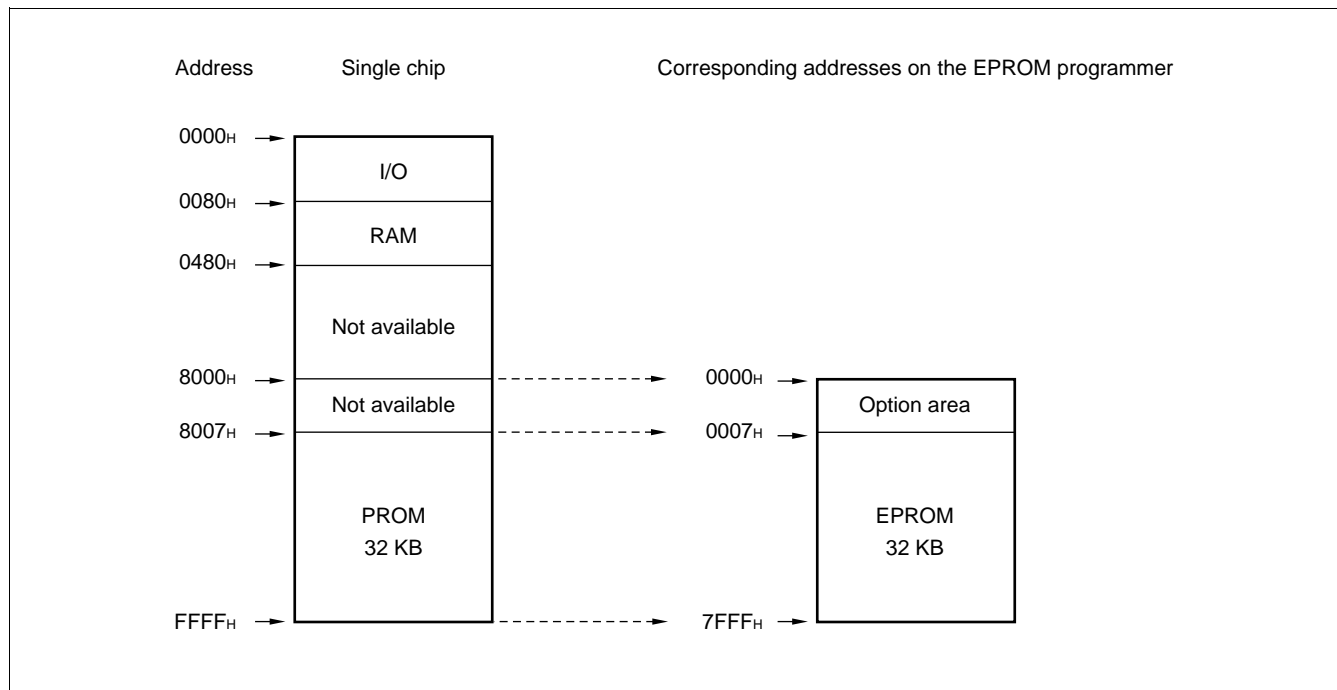 Address Single chip Corresponding addresses on the EPROM programmer
0000H
I/O
0080H
RAM
0480H
Not available
8000H 0000H
Not available Option area
8007H 0007H
PROM EPROM
32 KB 32 KB
FFFFH 7FFFH